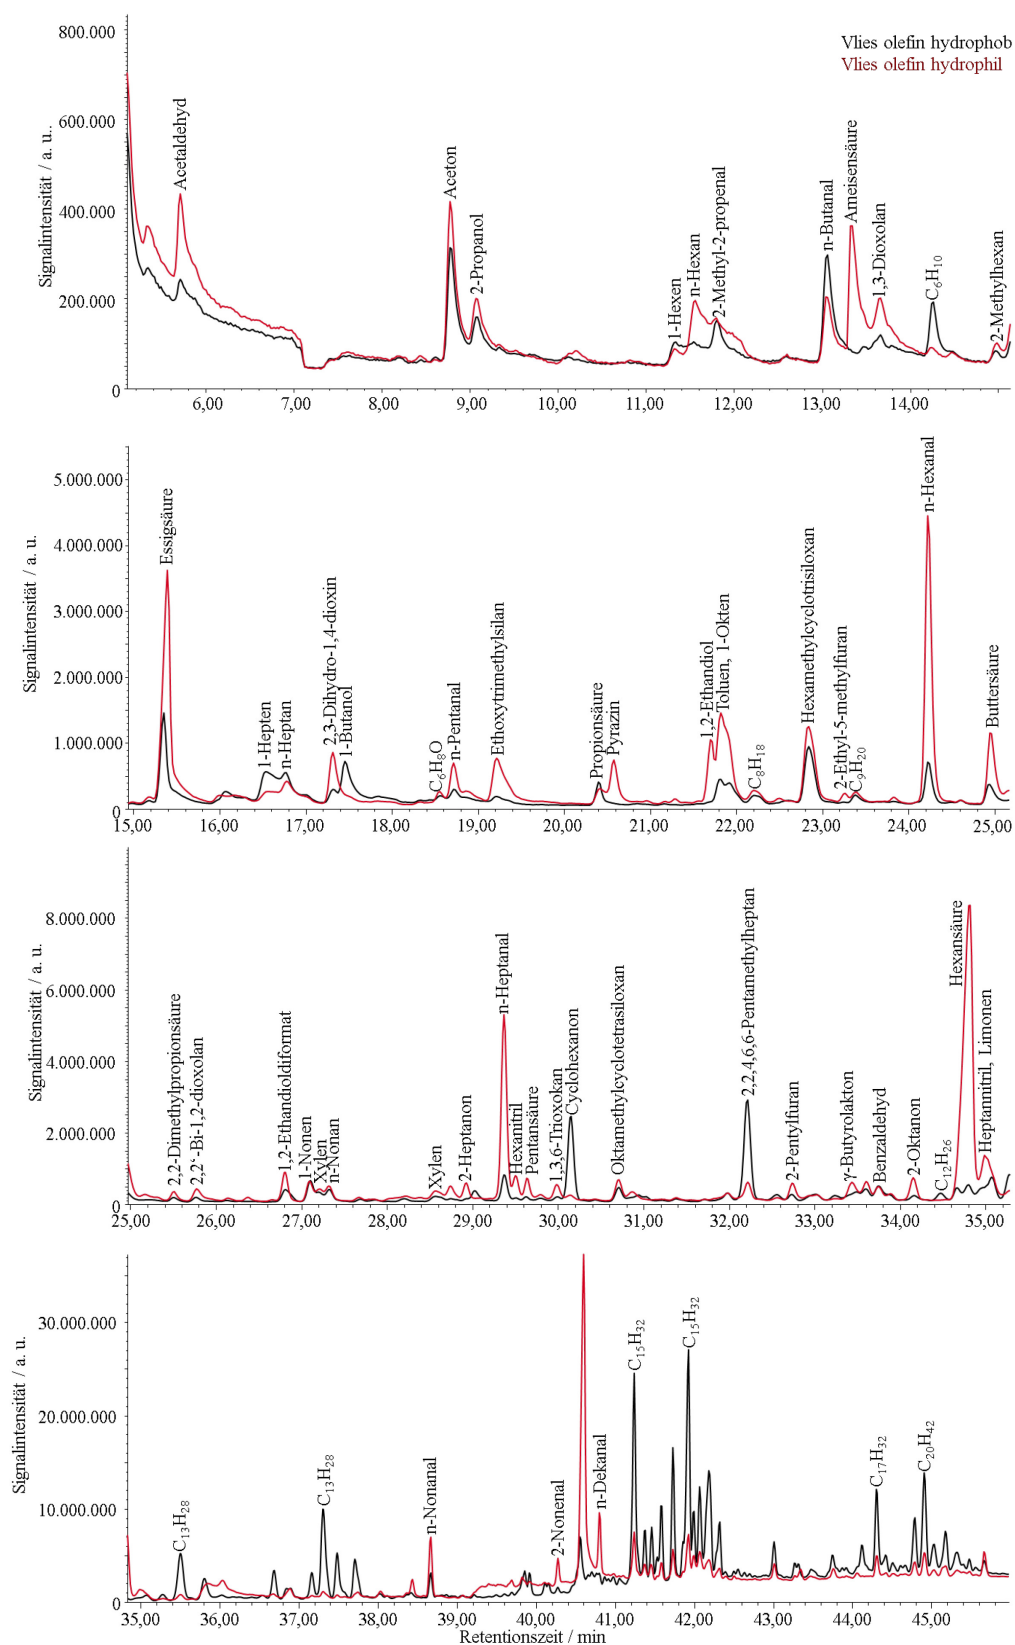 Vlies olefin hydrophob
Vlies olefin hydrophil
Signalintensität / a. u..
800.000
600.000
400.000
200.000
0
Acetaldehyd
Aceton
2-Propanol
1-Hexen
n-Hexan
2-Methyl-2-propenal
n-Butanal
Ameisensäure
1,3-Dioxolan
C₆H₁₀
2-Methylhexan
6,00 7,00 8,00 9,00 10,00 11,00 12,00 13,00 14,00
Signalintensität / a. u.
5.000.000
4.000.000
3.000.000
2.000.000
1.000.000
0
Essigsäure
1-Hepten
n-Heptan
2,3-Dihydro-1,4-dioxin
1-Butanol
C₆H₈O
n-Pentanal
Ethoxytrimethylsilan
Propionsäure
Pyrazin
1,2-Ethandiol
Toluen, 1-Okten
C₈H₁₈
Hexamethylcyclotrisiloxan
2-Ethyl-5-methylfuran
C₉H₂₀
n-Hexanal
Buttersäure
15,00 16,00 17,00 18,00 19,00 20,00 21,00 22,00 23,00 24,00 25,00
Signalintensität / a. u.
8.000.000
6.000.000
4.000.000
2.000.000
0
2,2-Dimethylpropionsäure
2,2´-Bi-1,2-dioxolan
1,2-Ethandioldiformat
1-Nonen
Xylen
n-Nonan
Xylen
2-Heptanon
n-Heptanal
Hexanitril
Pentansäure
1,3,6-Trioxokan
Cyclohexanon
Oktamethylcyclotetrasiloxan
2,2,4,6,6-Pentamethylheptan
2-Pentylfuran
γ-Butyrolakton
Benzaldehyd
2-Oktanon
C₁₂H₂₆
Hexansäure
Heptannitril, Limonen
25,00 26,00 27,00 28,00 29,00 30,00 31,00 32,00 33,00 34,00 35,00
Signalintensität / a. u.
30.000.000
20.000.000
10.000.000
0
C₁₃H₂₈
C₁₃H₂₈
n-Nonanal
2-Nonenal
n-Dekanal
C₁₅H₃₂
C₁₅H₃₂
C₁₇H₃₂
C₂₀H₄₂
35,00 36,00 37,00 38,00 39,00 40,00 41,00 42,00 43,00 44,00 45,00
Retentionszeit / min